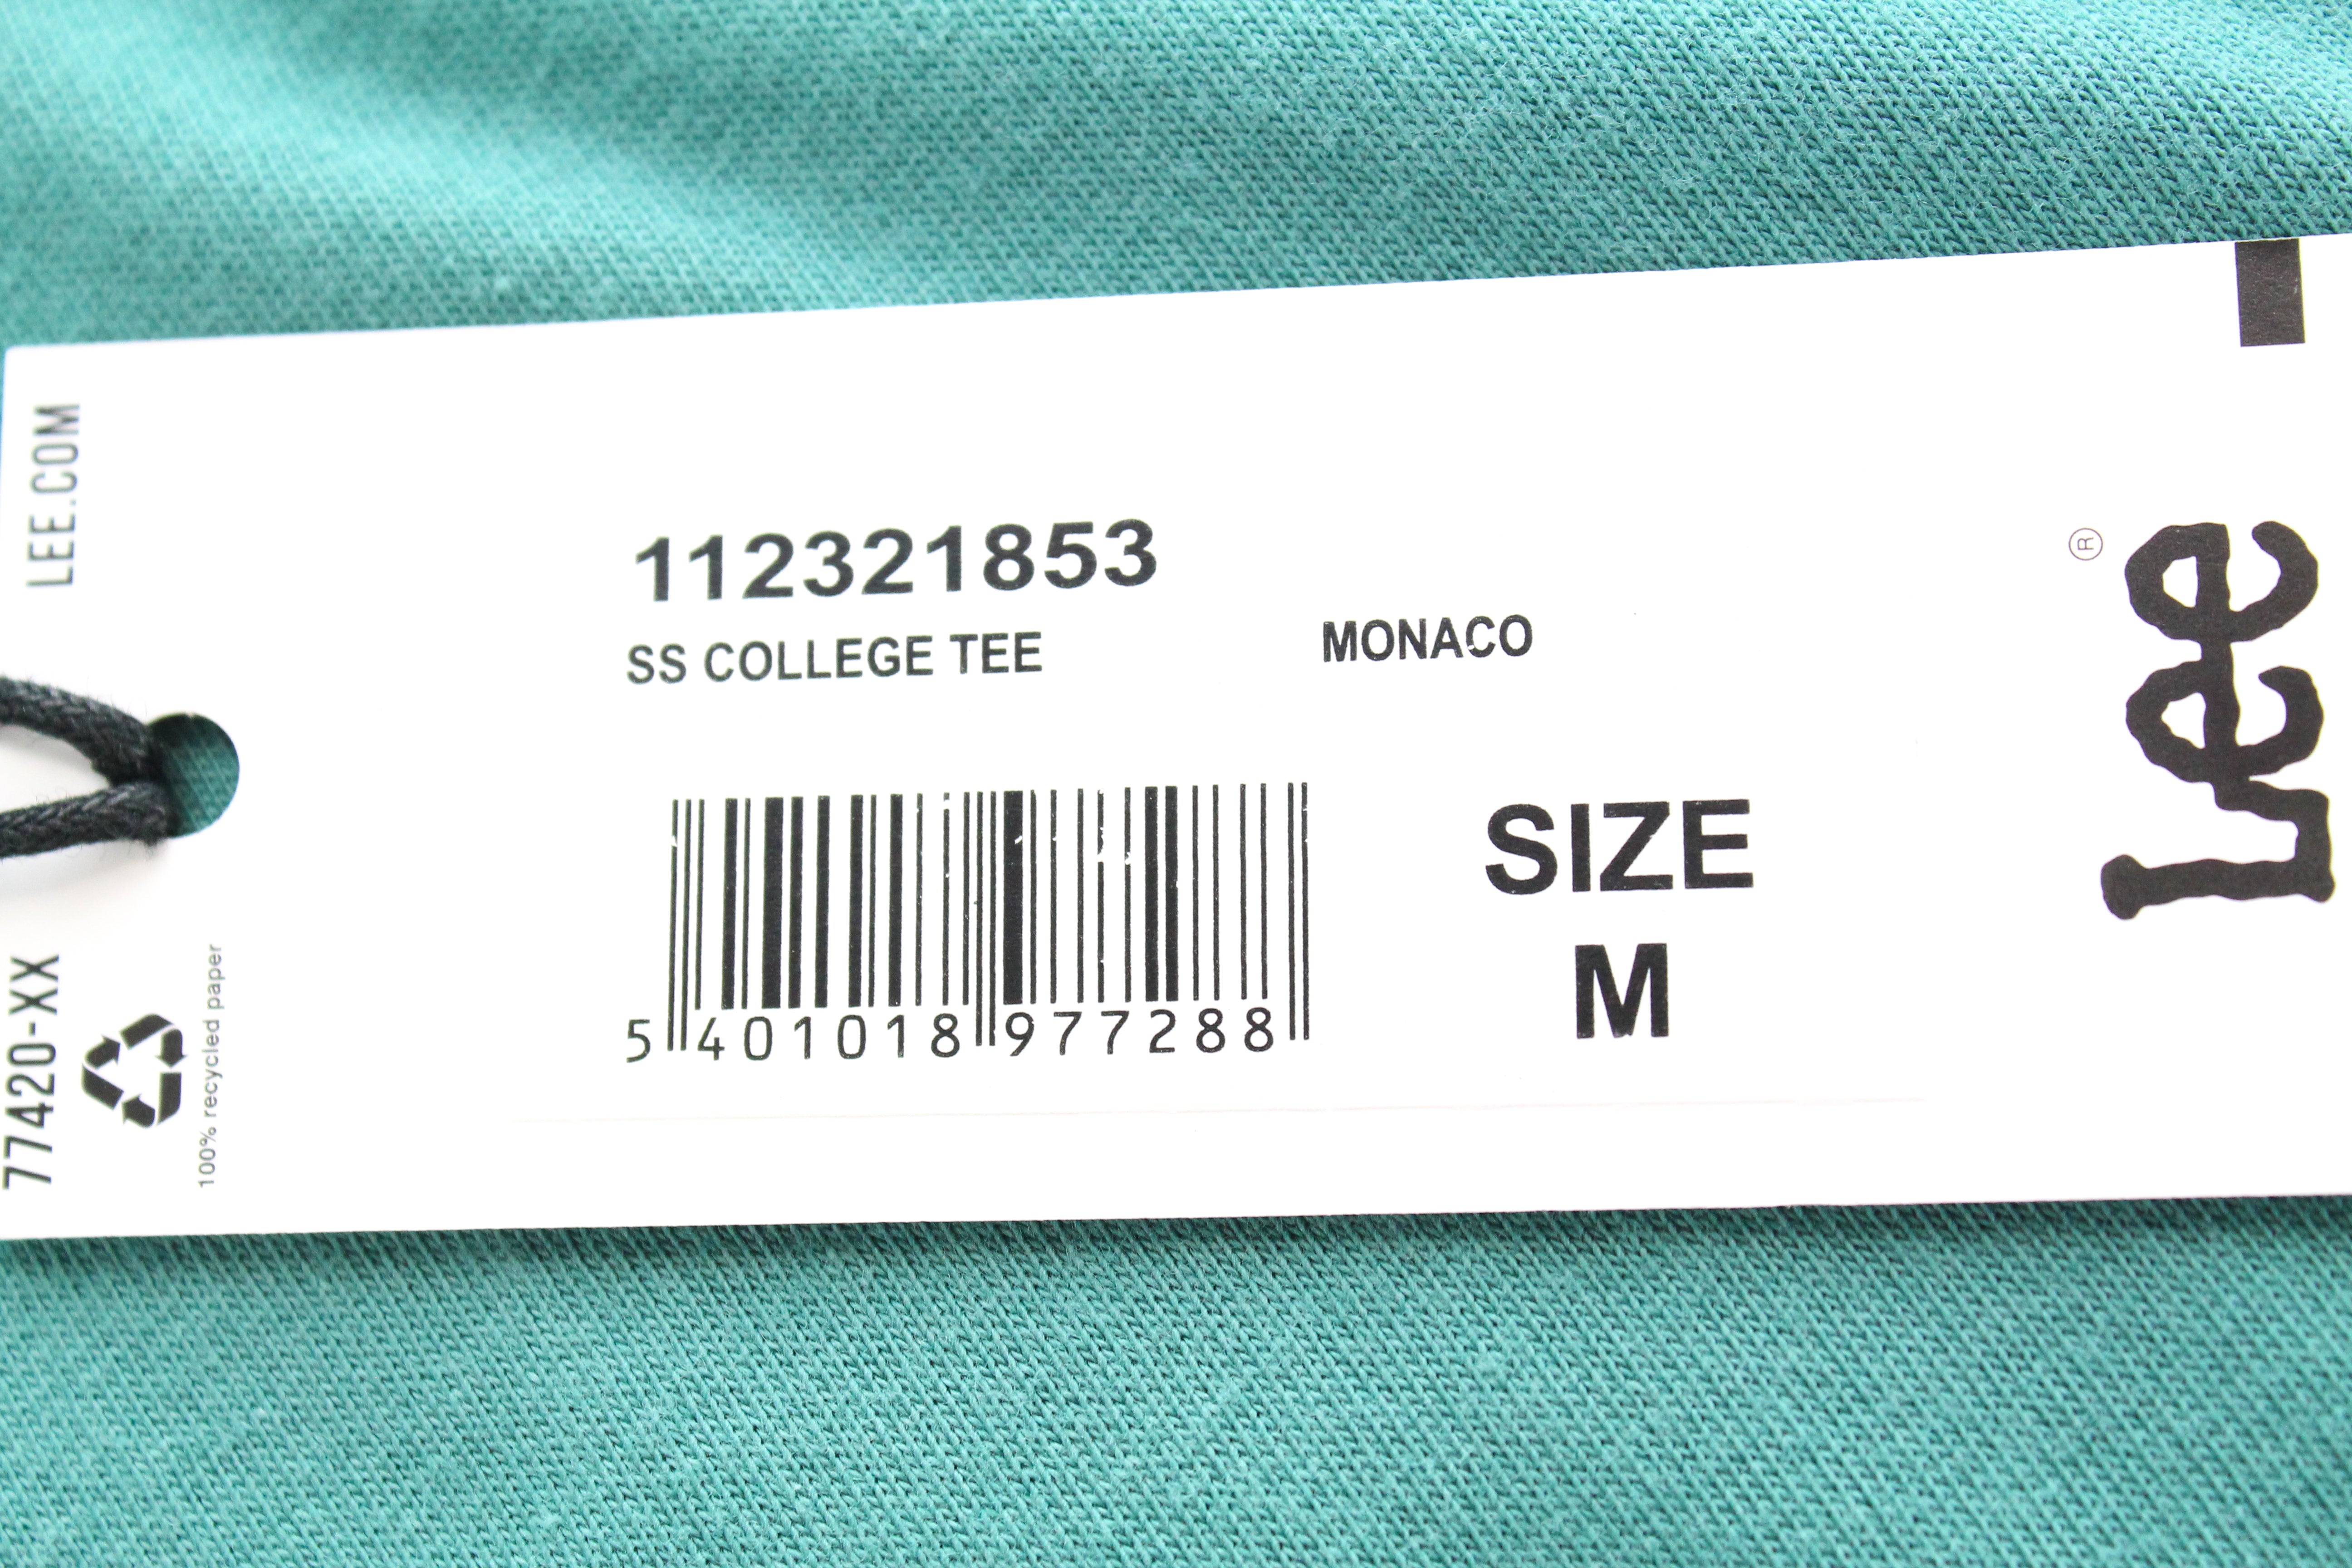 LEE.COM
77420-XX
100% recycled paper
112321853
SS COLLEGE TEE MONACO
5 401018 977288
SIZE
M
Lee ®